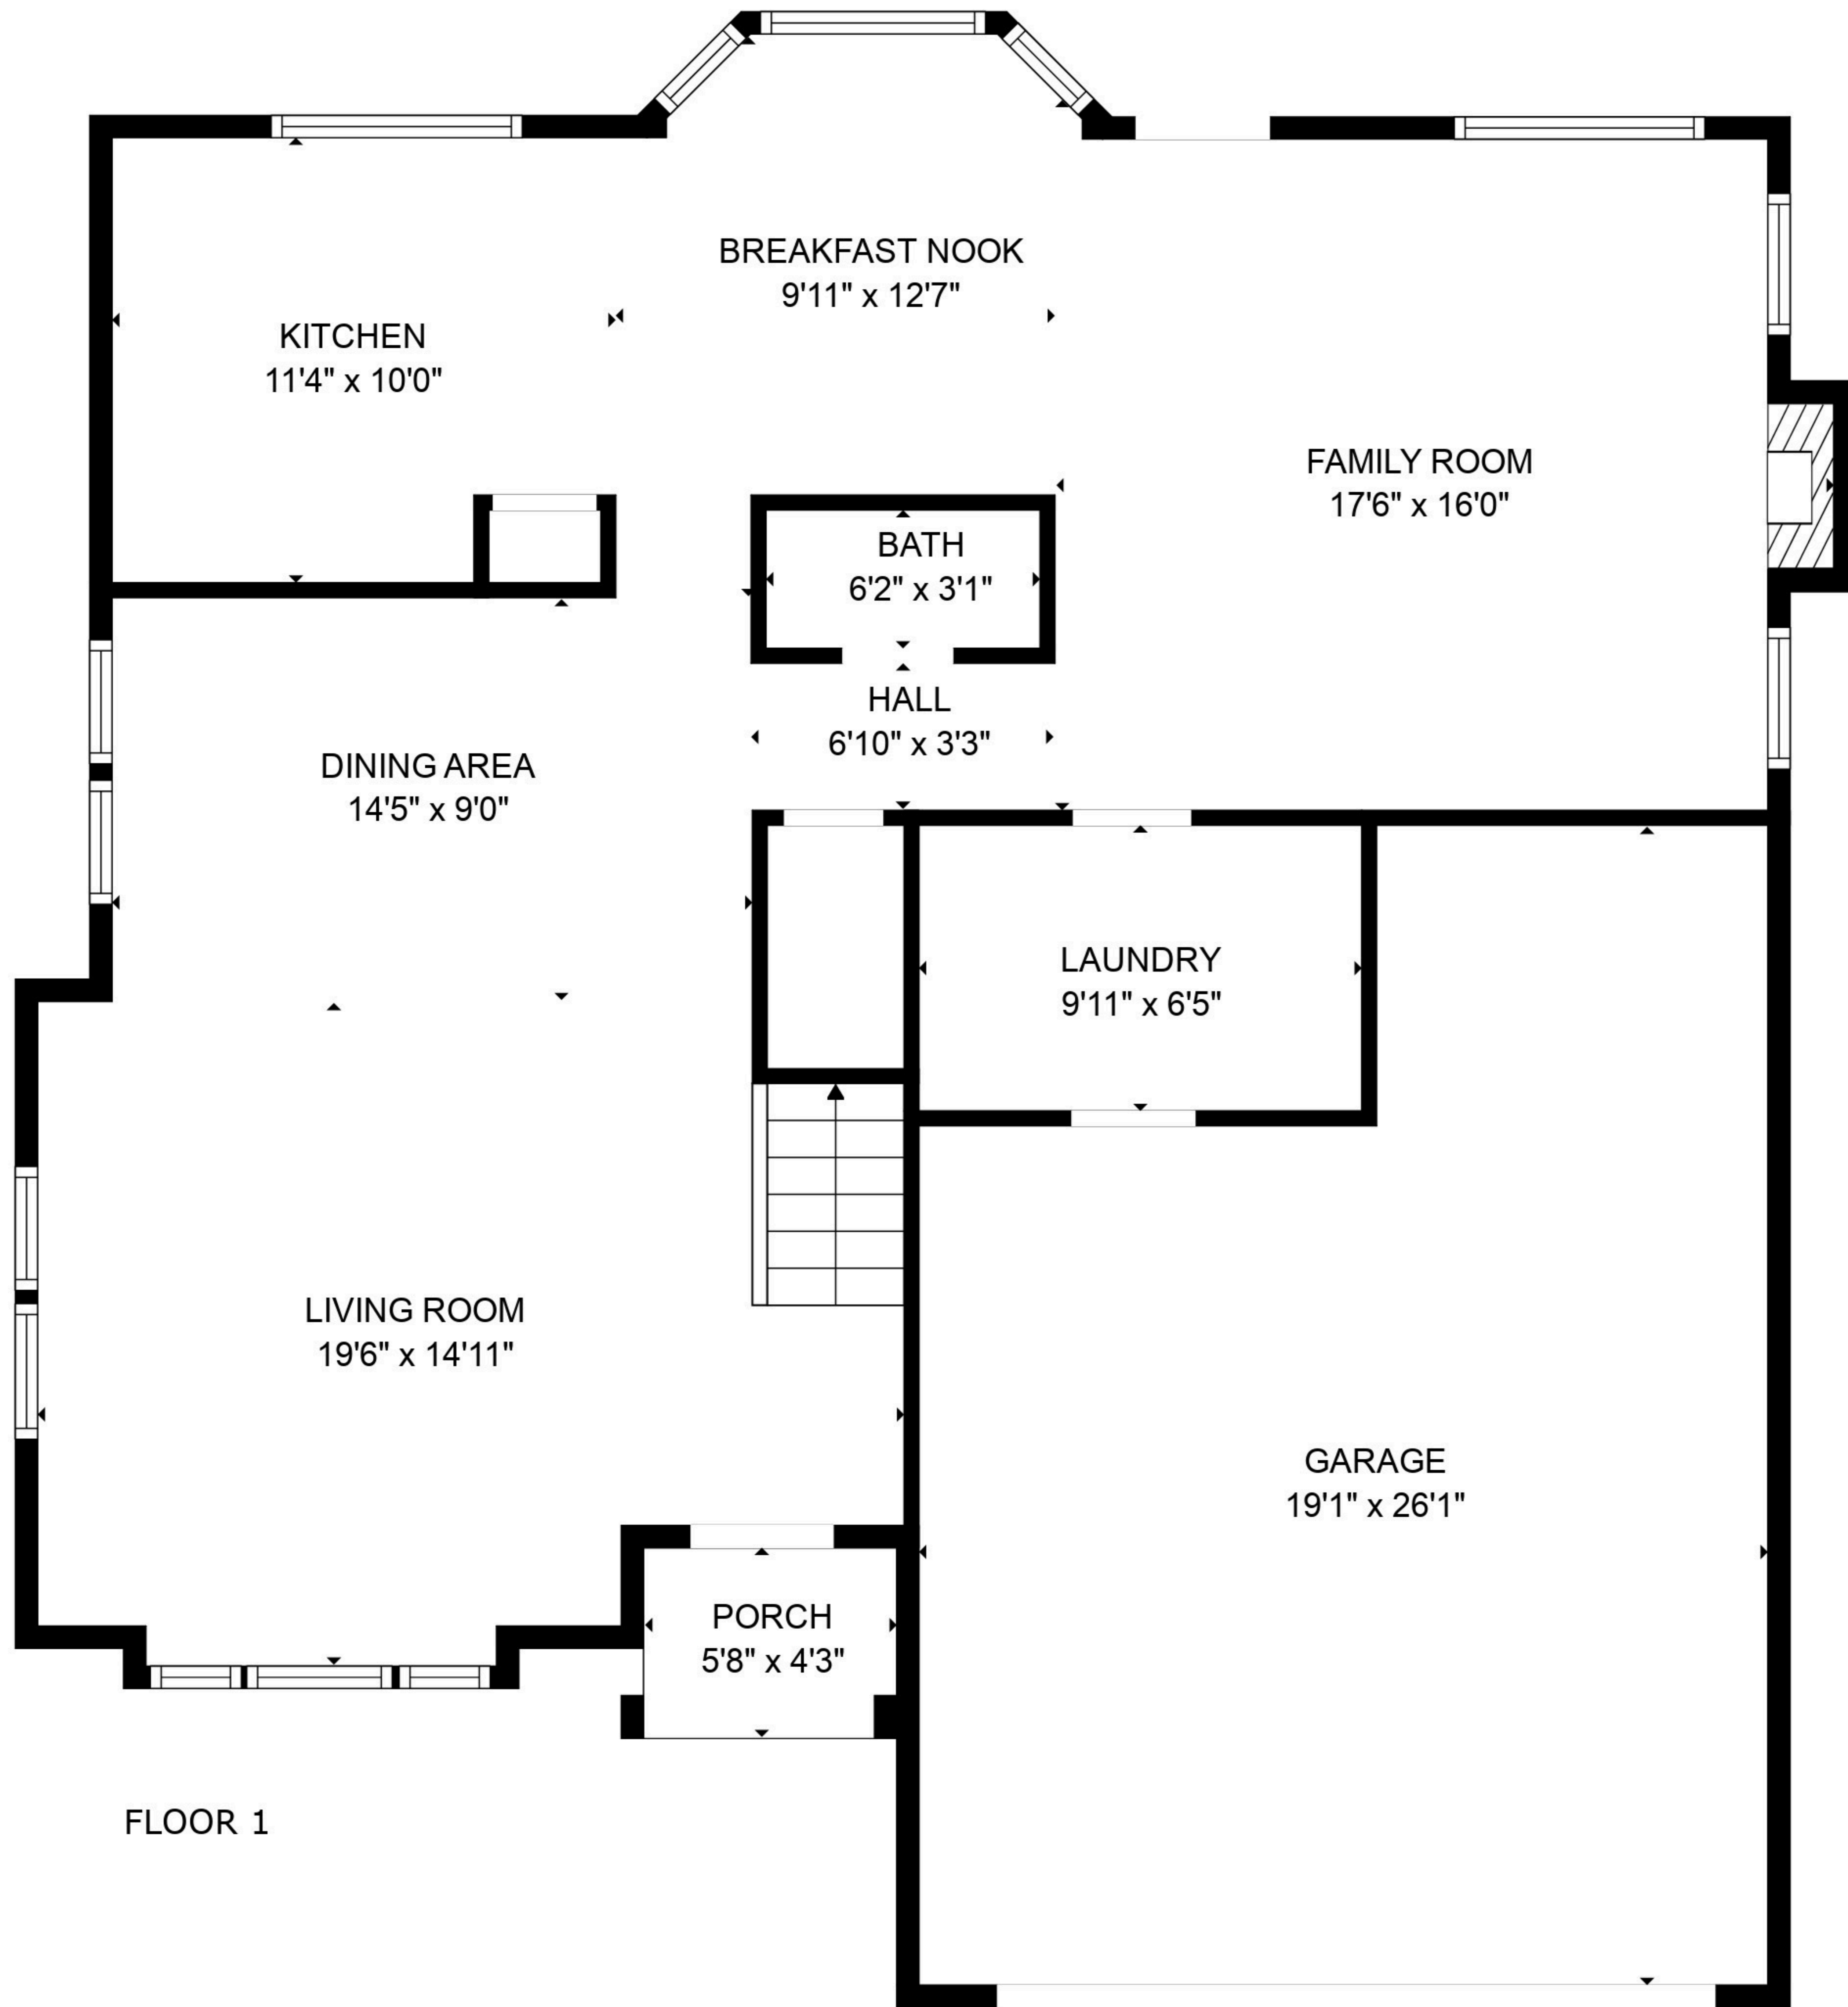 BREAKFAST NOOK
9'11" x 12'7"
KITCHEN
11'4" x 10'0"
FAMILY ROOM
17'6" x 16'0"
BATH
6'2" x 3'1"
HALL
6'10" x 3'3"
DINING AREA
14'5" x 9'0"
LAUNDRY
9'11" x 6'5"
LIVING ROOM
19'6" x 14'11"
GARAGE
19'1" x 26'1"
PORCH
5'8" x 4'3"
FLOOR 1